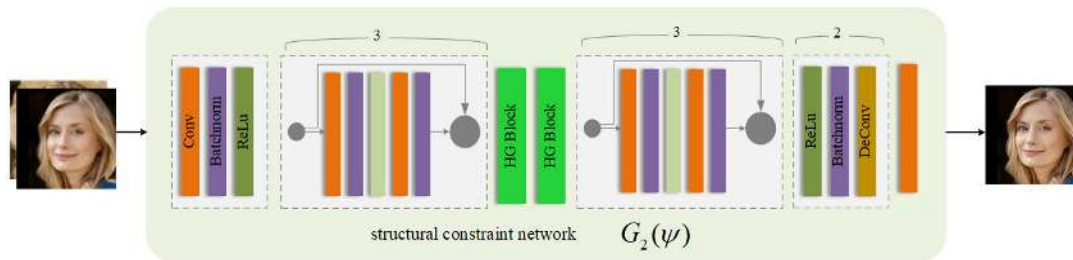 3
3
2
Conv
Batchnorm
ReLu
HG Block
HG Block
ReLu
Batchnorm
DeConv
structural constraint network G₂(ψ)